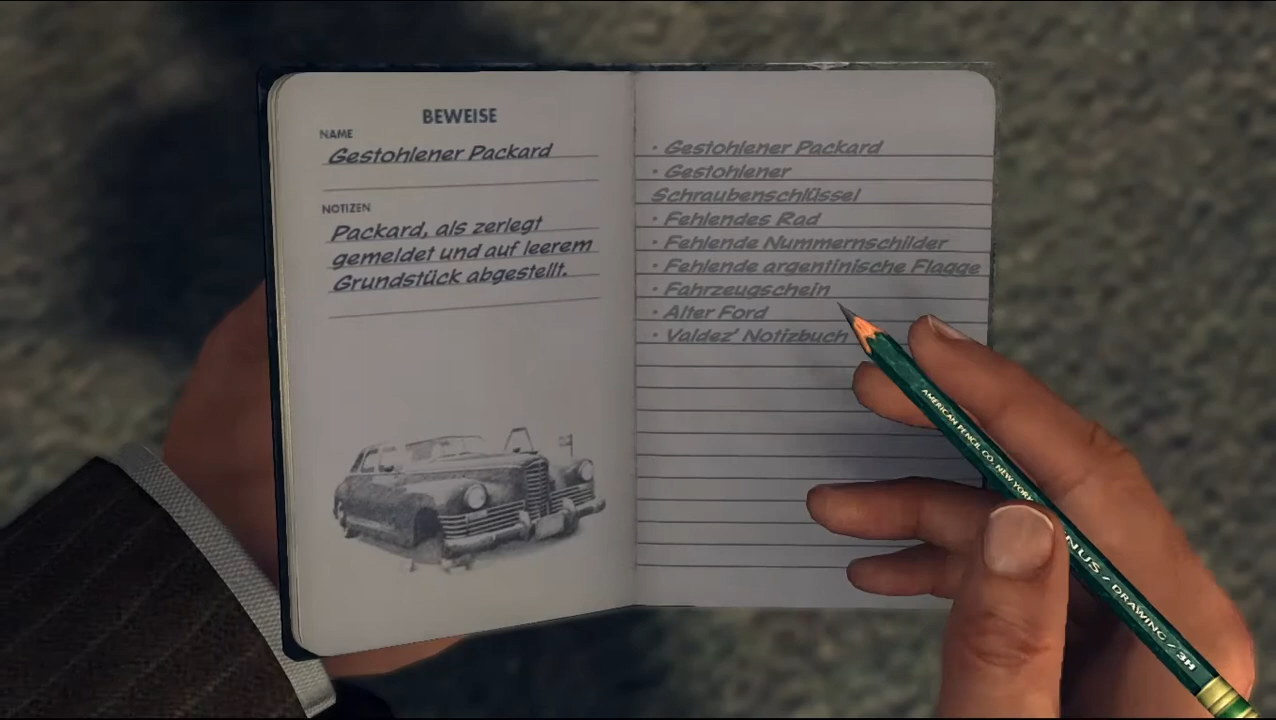 BEWEISE
NAME
Gestohlener Packard
NOTIZEN
Packard, als zerlegt
gemeldet und auf leerem
Grundstück abgestellt.
• Gestohlener Packard
• Gestohlener
Schraubenschlüssel
• Fehlendes Rad
• Fehlende Nummernschilder
• Fehlende argentinische Flagge
• Fahrzeugschein
• Alter Ford
• Valdez' Notizbuch
AMERICAN PENCIL CO. NEW YORK
/ DRAWING / 3H